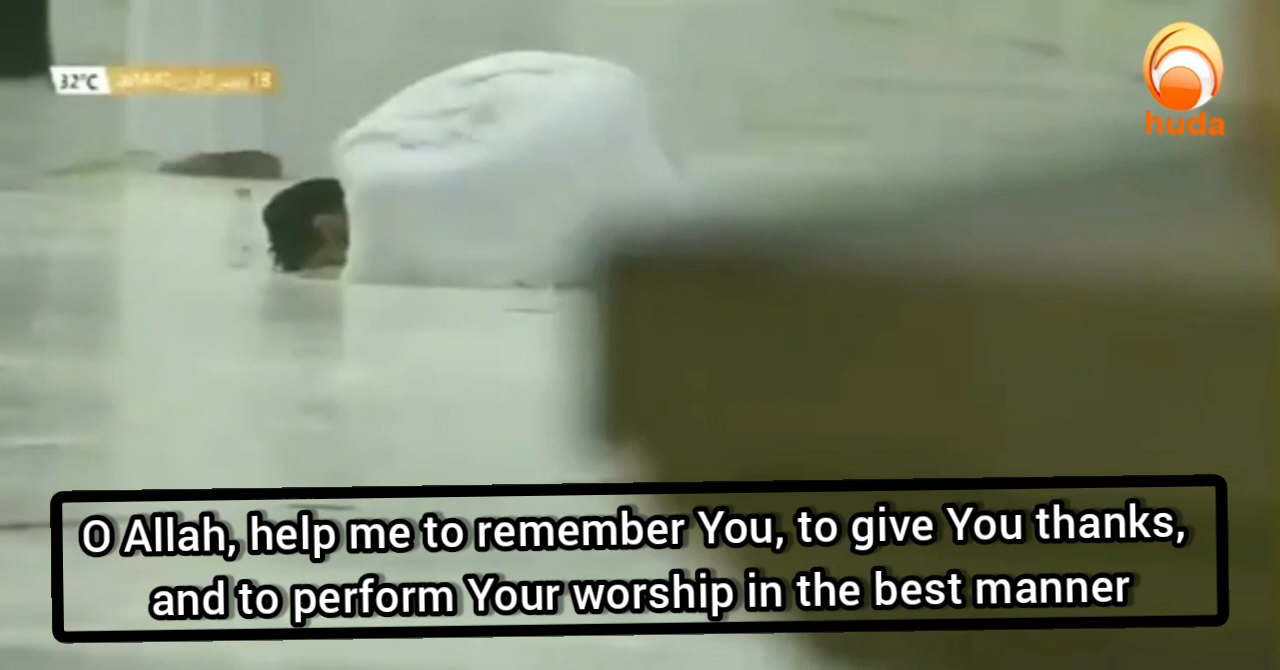 32°C
18
huda
O Allah, help me to remember You, to give You thanks,
and to perform Your worship in the best manner